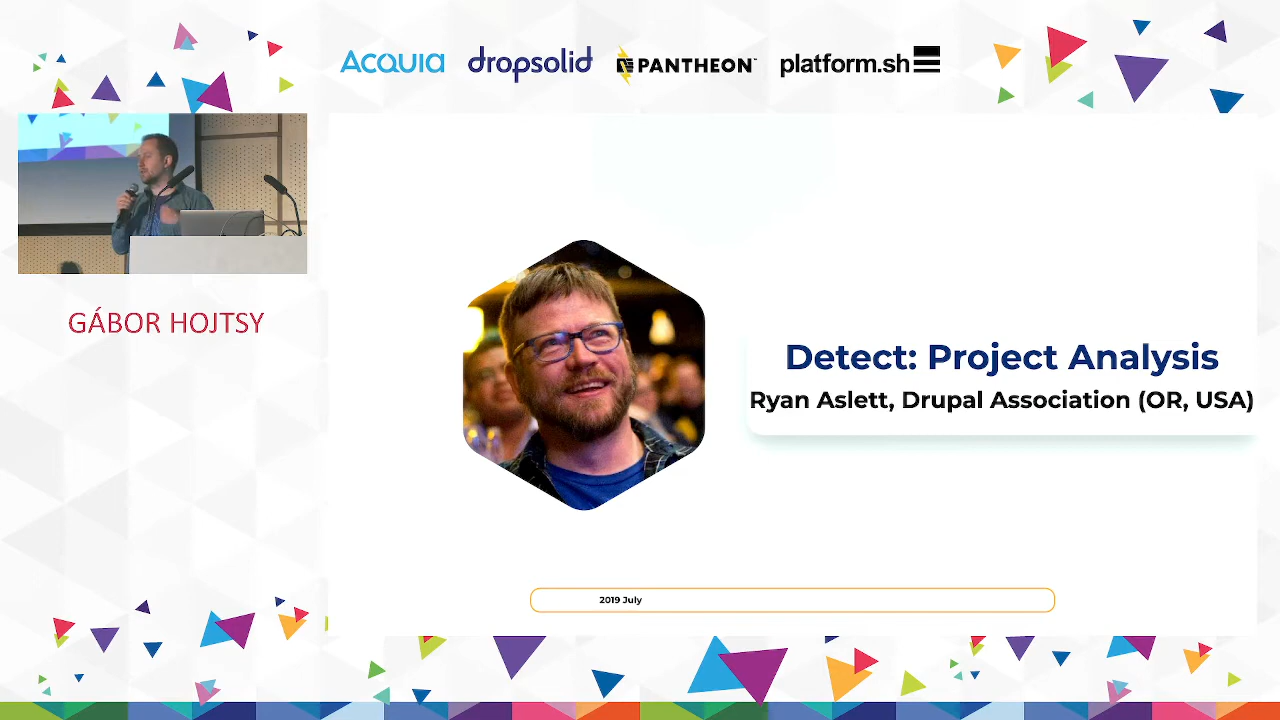 Acquia
dropsolid
PANTHEON
platform.sh
GÁBOR HOJTSY
Detect: Project Analysis
Ryan Aslett, Drupal Association (OR, USA)
2019 July